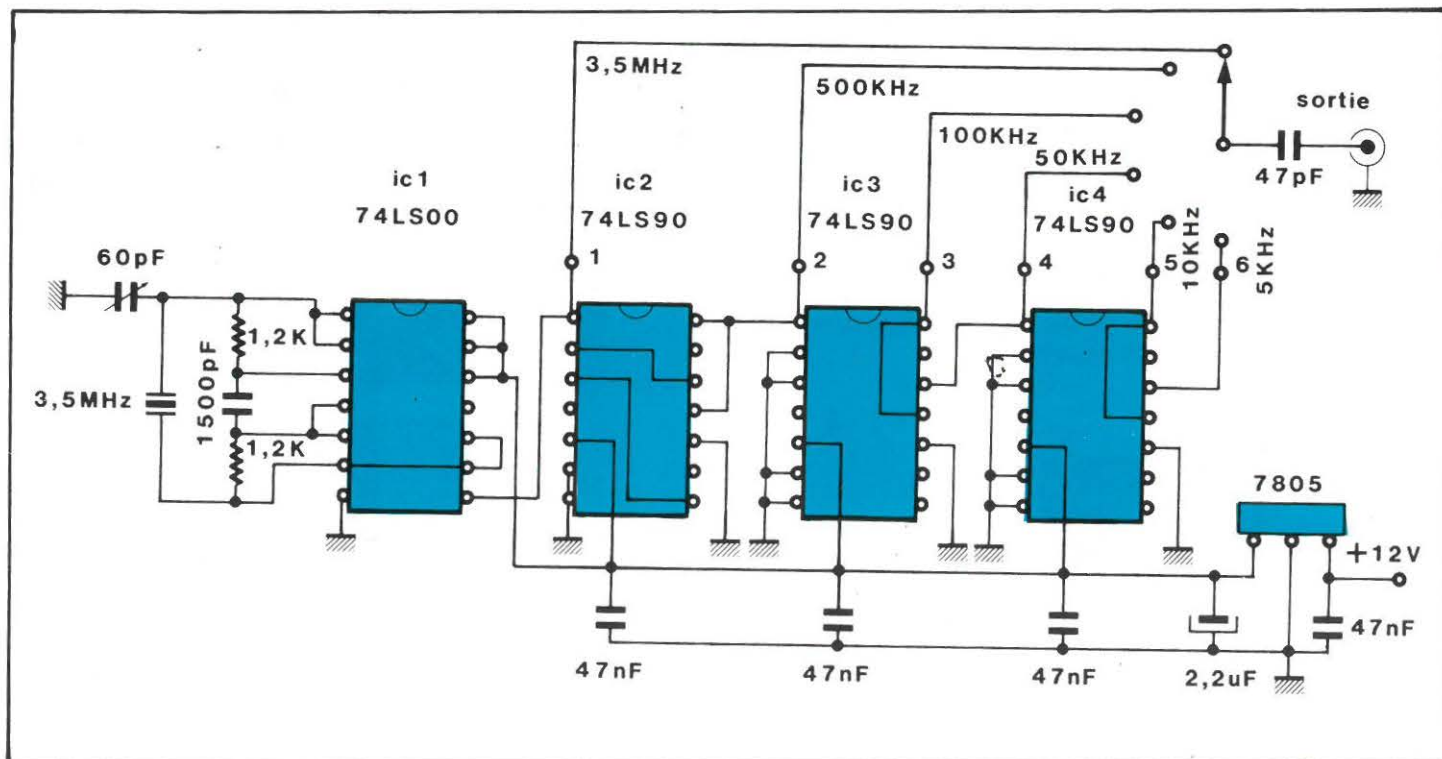 3,5MHz
500KHz
100KHz
50KHz
10KHz
5KHz
sortie
47pF
ic1
74LS00
ic2
74LS90
ic3
74LS90
ic4
74LS90
1
2
3
4
5
6
60pF
1,2K
1500pF
3,5MHz
1,2K
7805
+12V
47nF
47nF
47nF
47nF
2,2uF